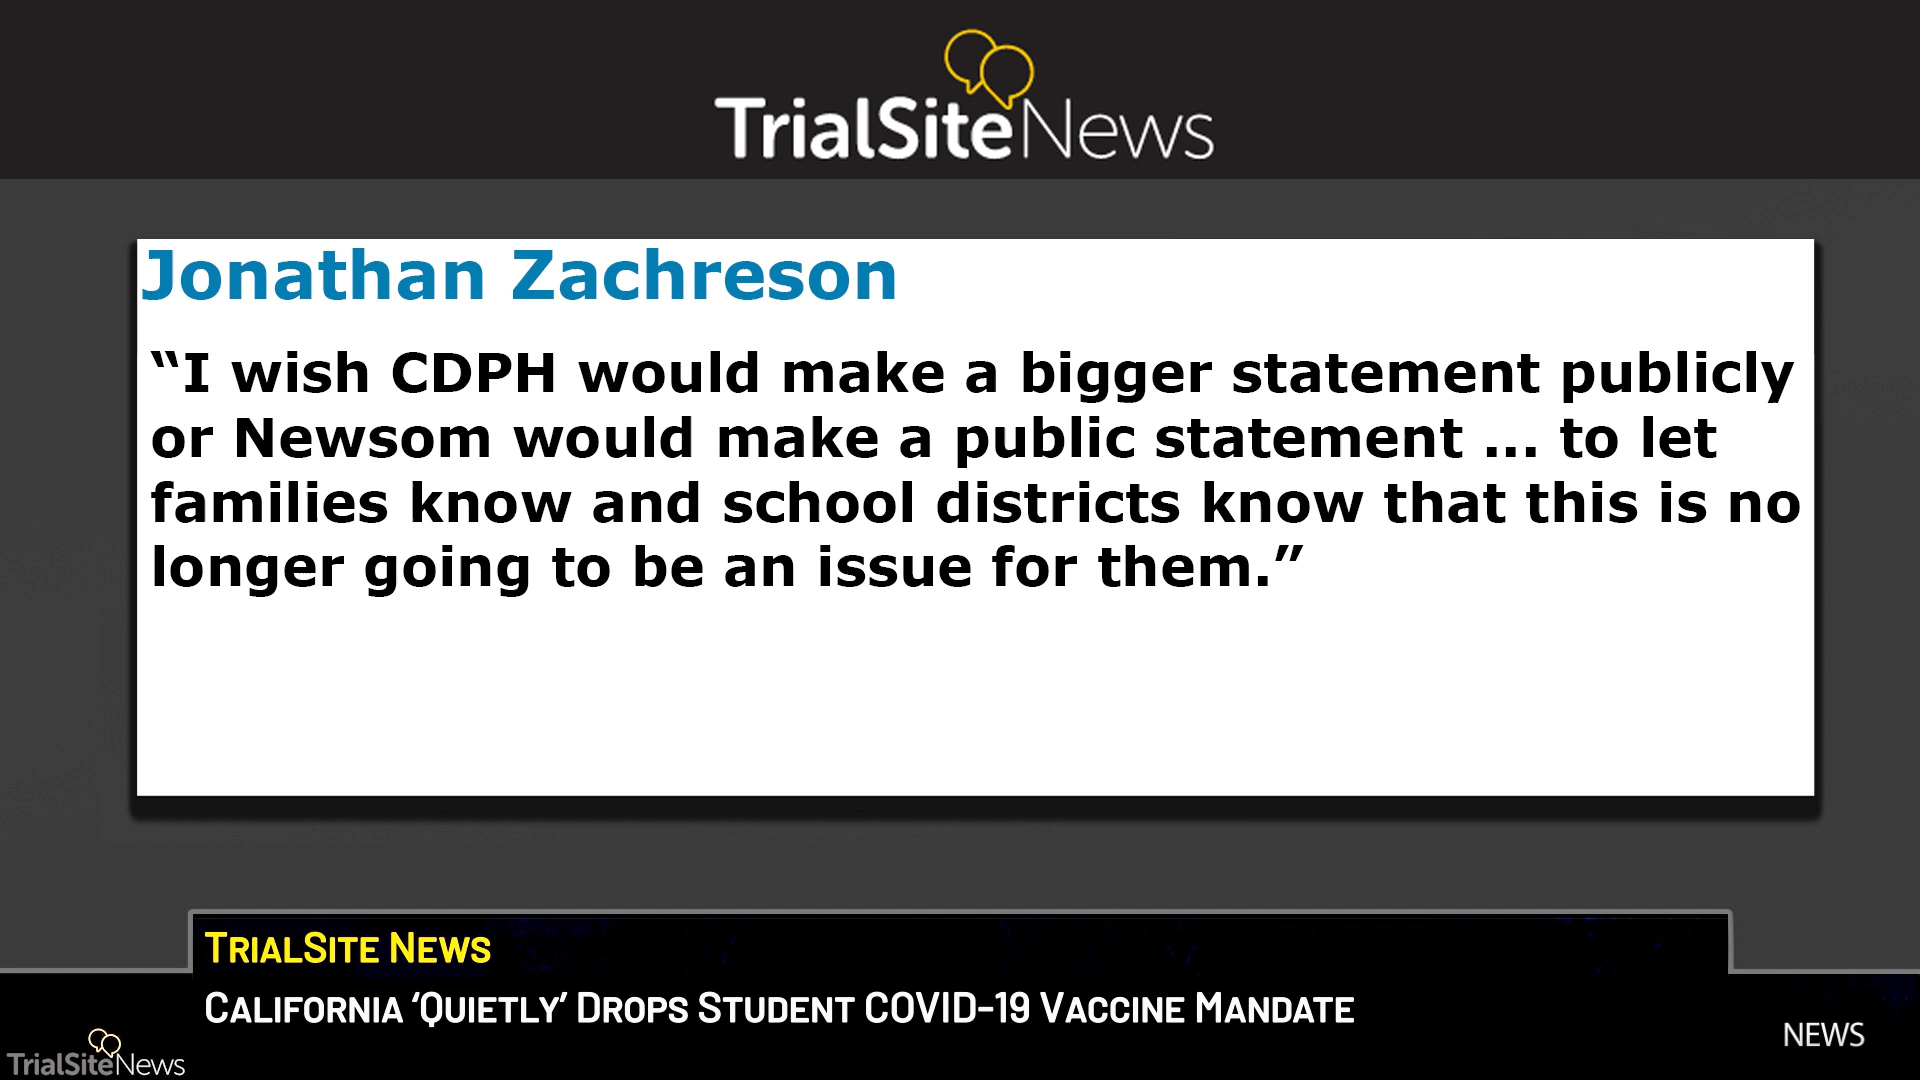 TrialSiteNews
Jonathan Zachreson
“I wish CDPH would make a bigger statement publicly
or Newsom would make a public statement ... to let
families know and school districts know that this is no
longer going to be an issue for them.”
TrialSite News
California ‘Quietly’ Drops Student COVID-19 Vaccine Mandate
NEWS
TrialSiteNews